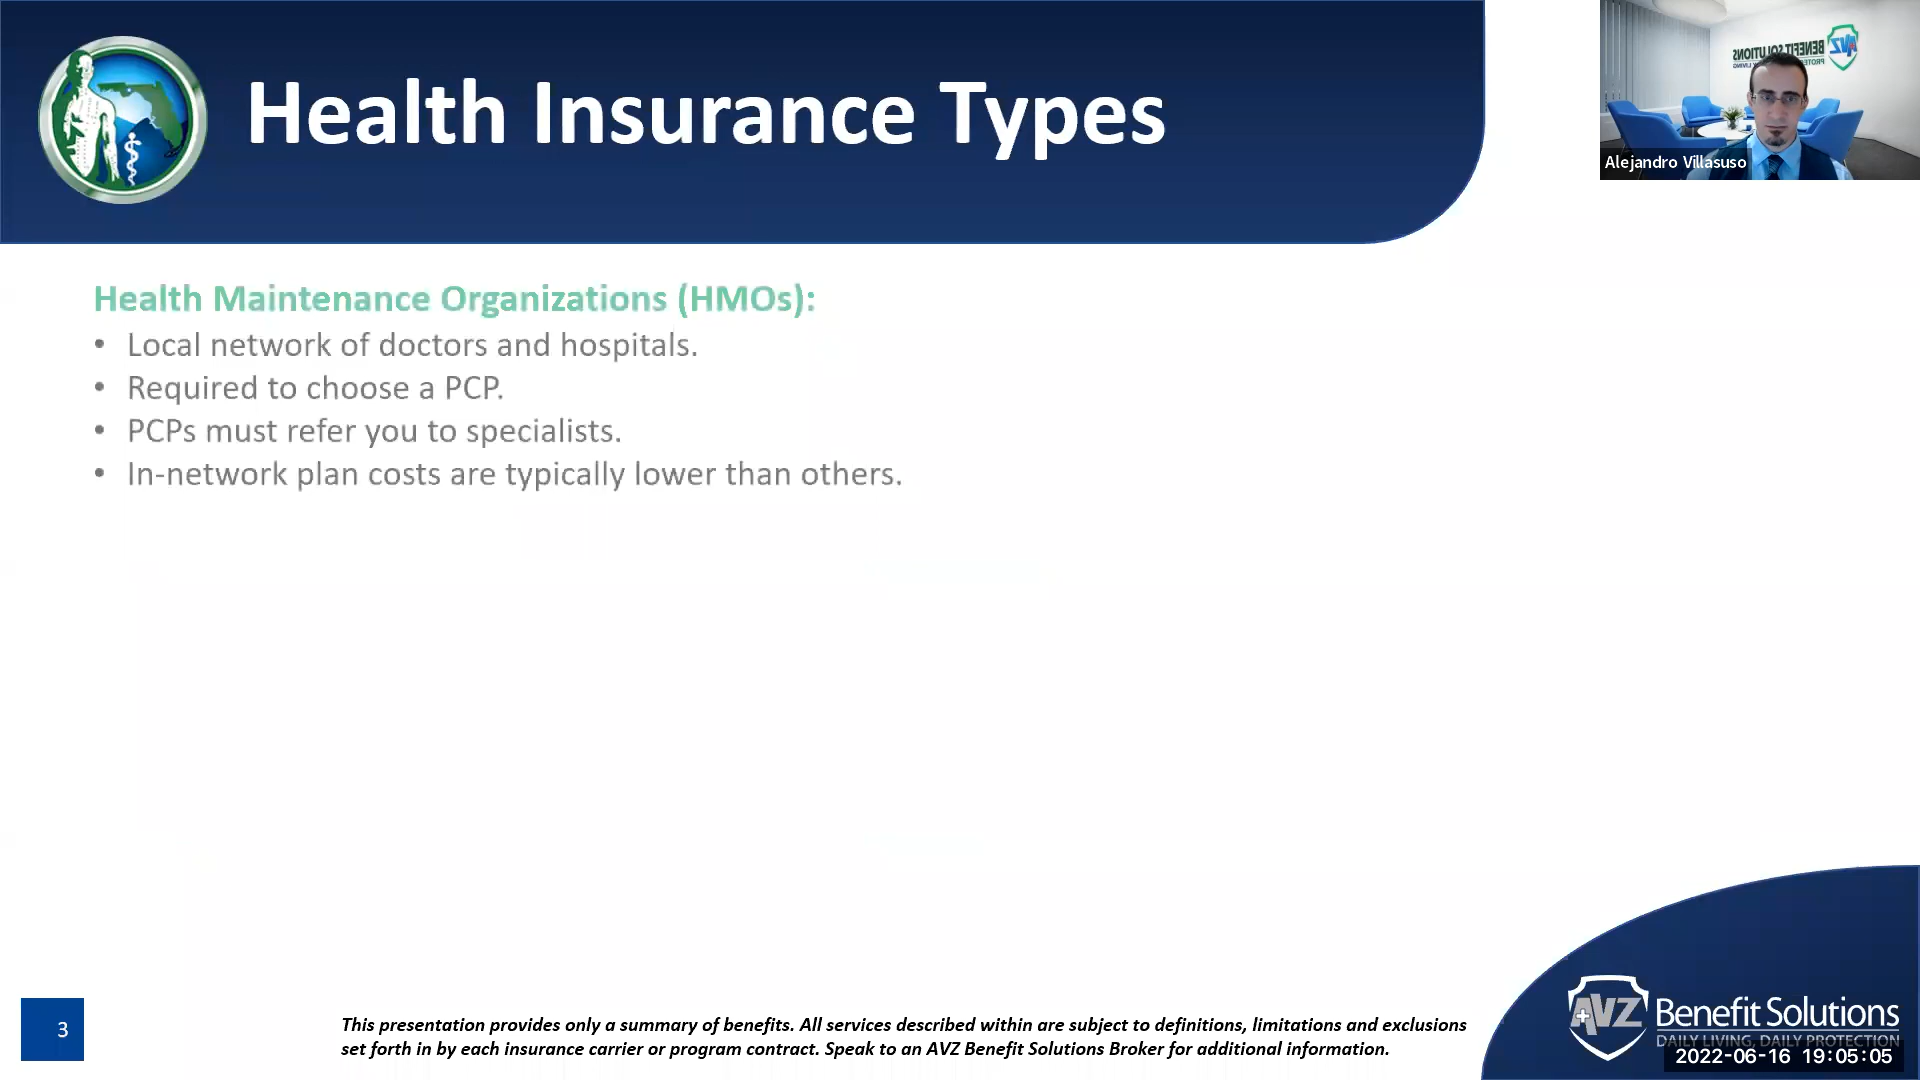 Health Insurance Types
BENEFIT SOLUTIONS
Alejandro Villasuso
Health Maintenance Organizations (HMOs):
• Local network of doctors and hospitals.
• Required to choose a PCP.
• PCPs must refer you to specialists.
• In-network plan costs are typically lower than others.
3
This presentation provides only a summary of benefits. All services described within are subject to definitions, limitations and exclusions
set forth in by each insurance carrier or program contract. Speak to an AVZ Benefit Solutions Broker for additional information.
AVZ Benefit Solutions
DAILY LIVING, DAILY PROTECTION
2022-06-16 19:05:05